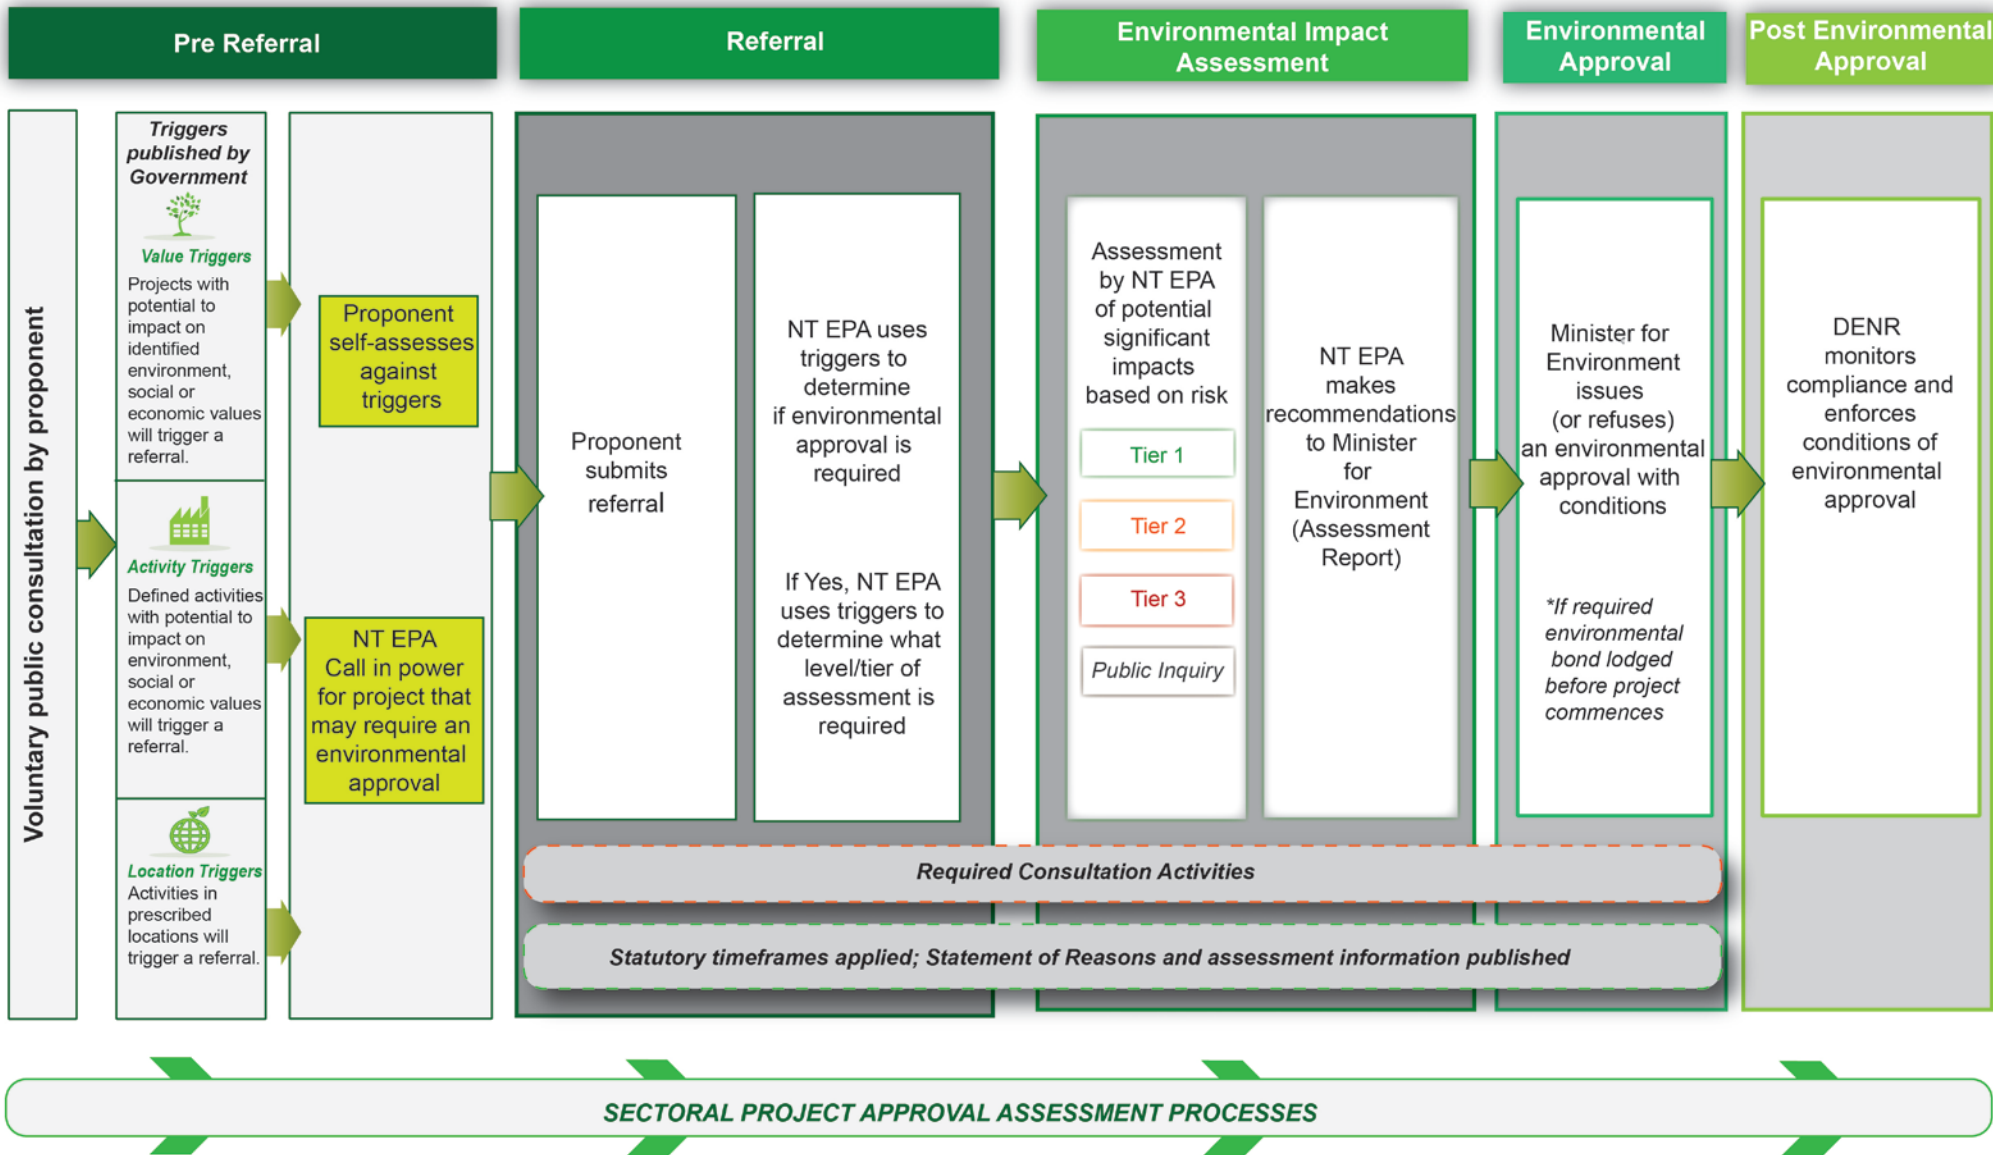 Pre Referral
Referral
Environmental Impact
Assessment
Environmental
Approval
Post Environmental
Approval
Voluntary public consultation by proponent
Triggers
published by
Government
Value Triggers
Projects with
potential to
impact on
identified
environment,
social or
economic values
will trigger a
referral.
Activity Triggers
Defined activities
with potential to
impact on
environment,
social or
economic values
will trigger a
referral.
Location Triggers
Activities in
prescribed
locations will
trigger a referral.
Proponent
self-assesses
against
triggers
NT EPA
Call in power
for project that
may require an
environmental
approval
Proponent
submits
referral
NT EPA uses
triggers to
determine
if environmental
approval is
required
If Yes, NT EPA
uses triggers to
determine what
level/tier of
assessment is
required
Assessment
by NT EPA
of potential
significant
impacts
based on risk
Tier 1
Tier 2
Tier 3
Public Inquiry
NT EPA
makes
recommendations
to Minister
for
Environment
(Assessment
Report)
Minister for
Environment
issues
(or refuses)
an environmental
approval with
conditions
*If required
environmental
bond lodged
before project
commences
DENR
monitors
compliance and
enforces
conditions of
environmental
approval
Required Consultation Activities
Statutory timeframes applied; Statement of Reasons and assessment information published
SECTORAL PROJECT APPROVAL ASSESSMENT PROCESSES